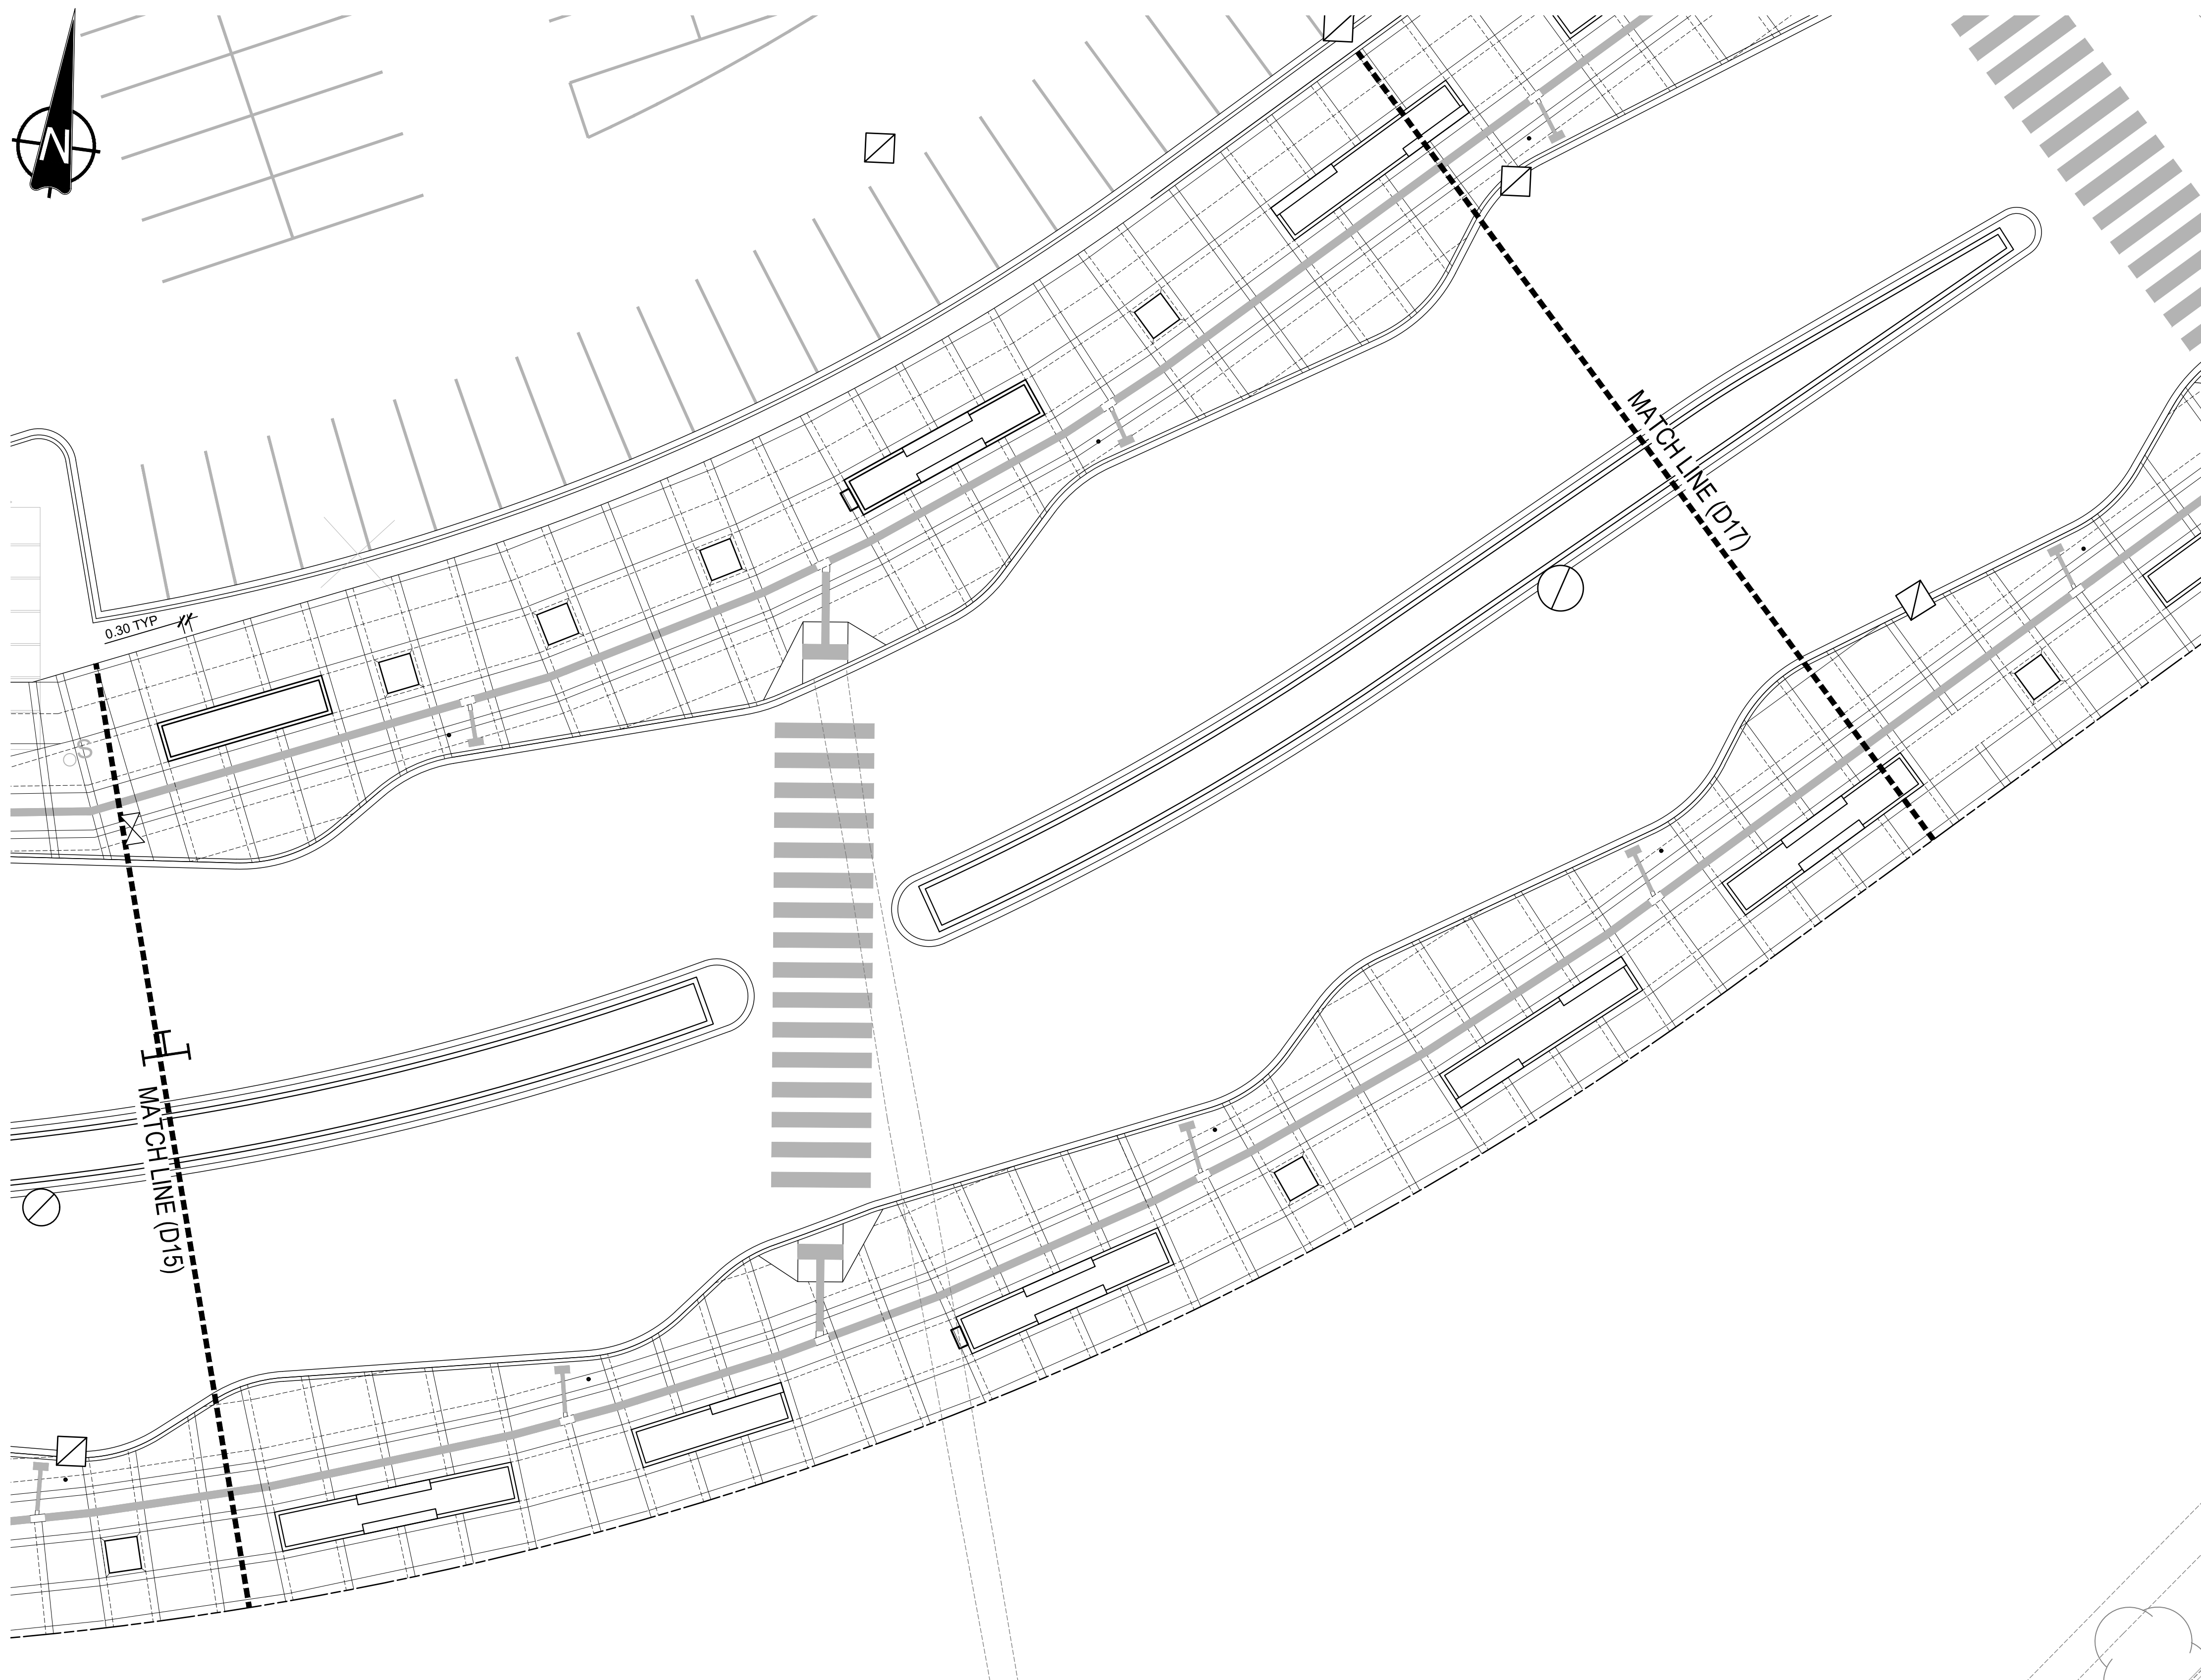 N
MATCH LINE (D17)
0.30 TYP
S
MATCH LINE (D15)